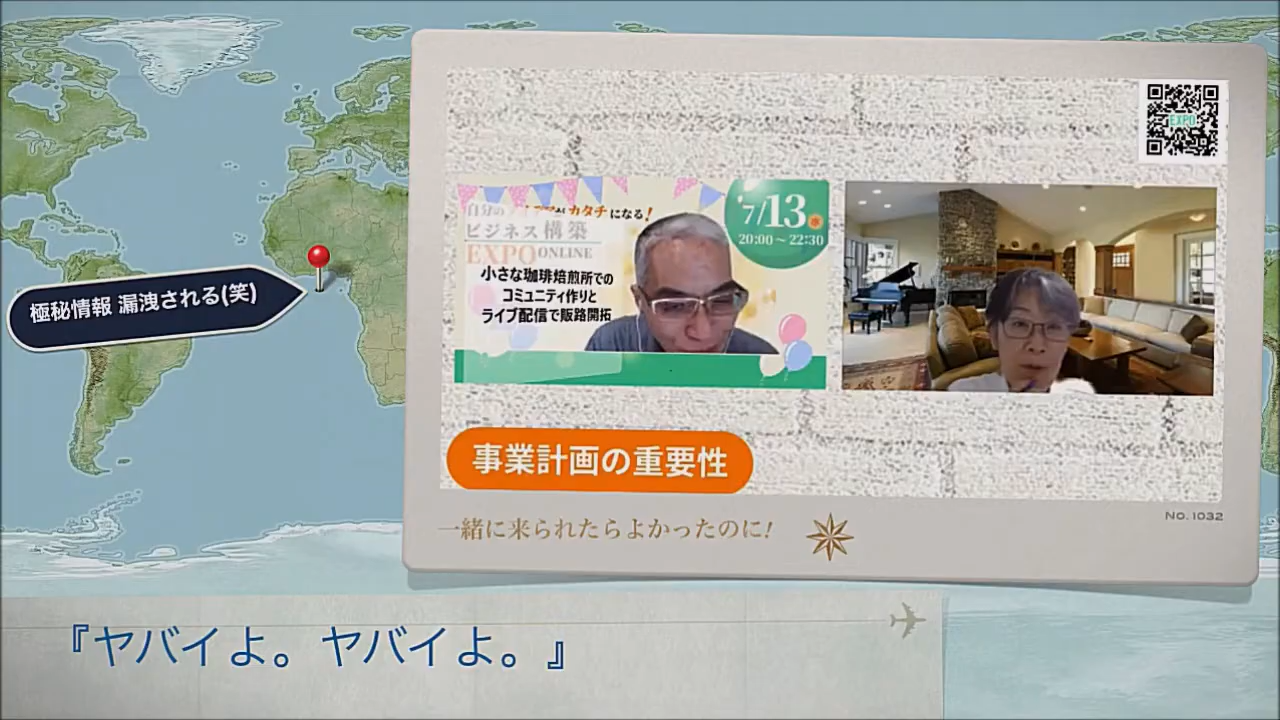 極秘情報 漏洩される(笑)
EXPO
自分の
カタチになる!
ビジネス構築
EXPO ONLINE
小さな珈琲焙煎所での
コミュニティ作りと
ライブ配信で販路開拓
7/13
20:00~22:30
事業計画の重要性
一緒に来られたらよかったのに!
NO.1032
『ヤバイよ。ヤバイよ。』